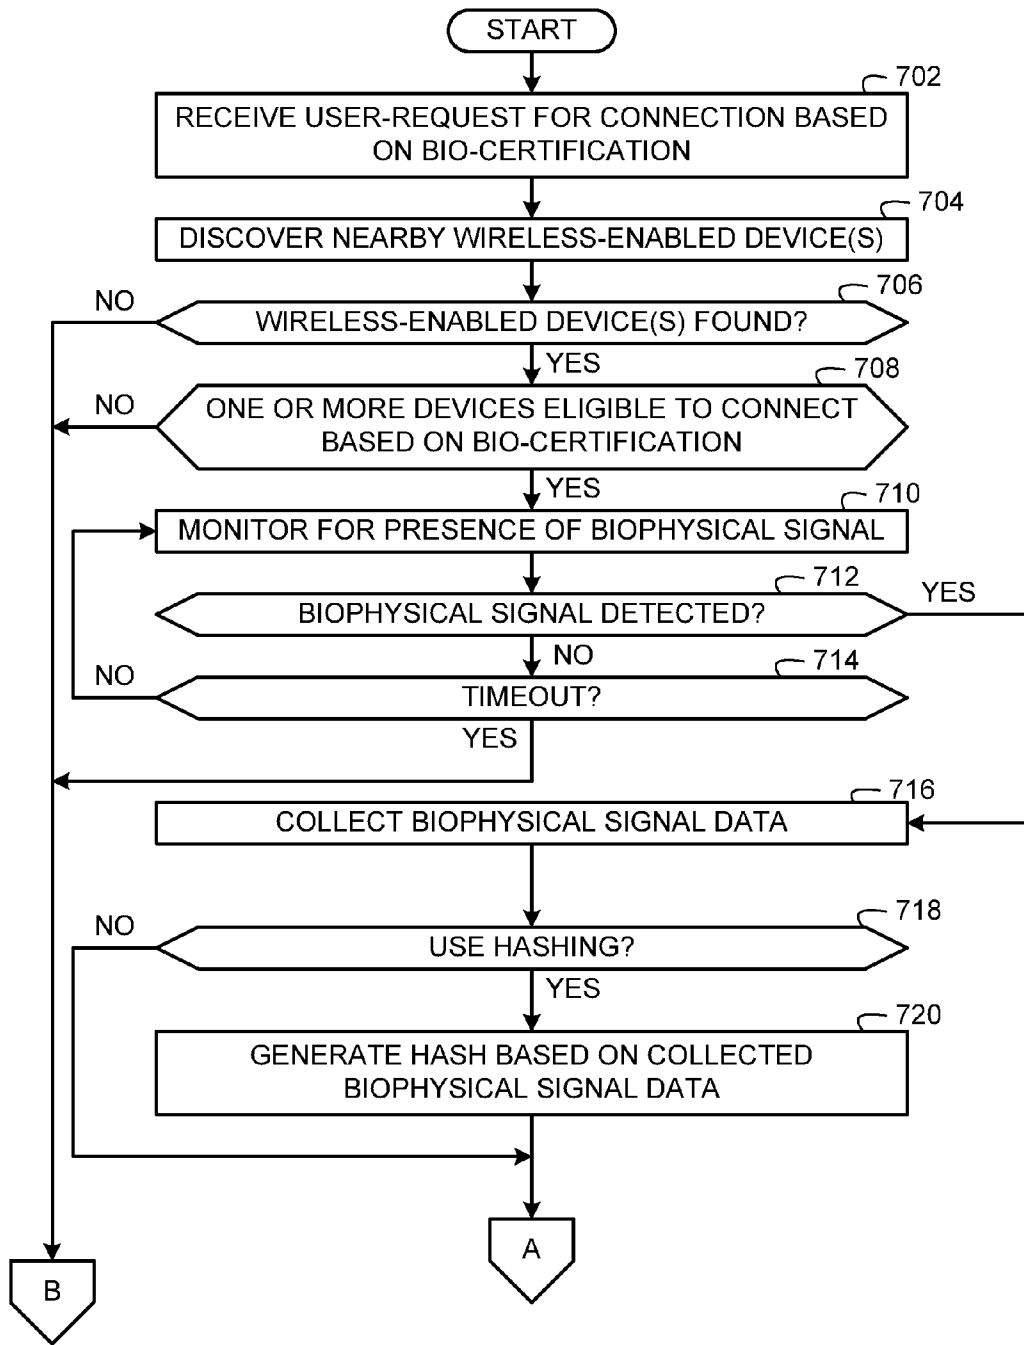 START
702
RECEIVE USER-REQUEST FOR CONNECTION BASED
ON BIO-CERTIFICATION
704
DISCOVER NEARBY WIRELESS-ENABLED DEVICE(S)
706
NO
WIRELESS-ENABLED DEVICE(S) FOUND?
YES
708
NO
ONE OR MORE DEVICES ELIGIBLE TO CONNECT
BASED ON BIO-CERTIFICATION
YES
710
MONITOR FOR PRESENCE OF BIOPHYSICAL SIGNAL
712
YES
BIOPHYSICAL SIGNAL DETECTED?
NO
714
NO
TIMEOUT?
YES
716
COLLECT BIOPHYSICAL SIGNAL DATA
718
NO
USE HASHING?
YES
720
GENERATE HASH BASED ON COLLECTED
BIOPHYSICAL SIGNAL DATA
A
B